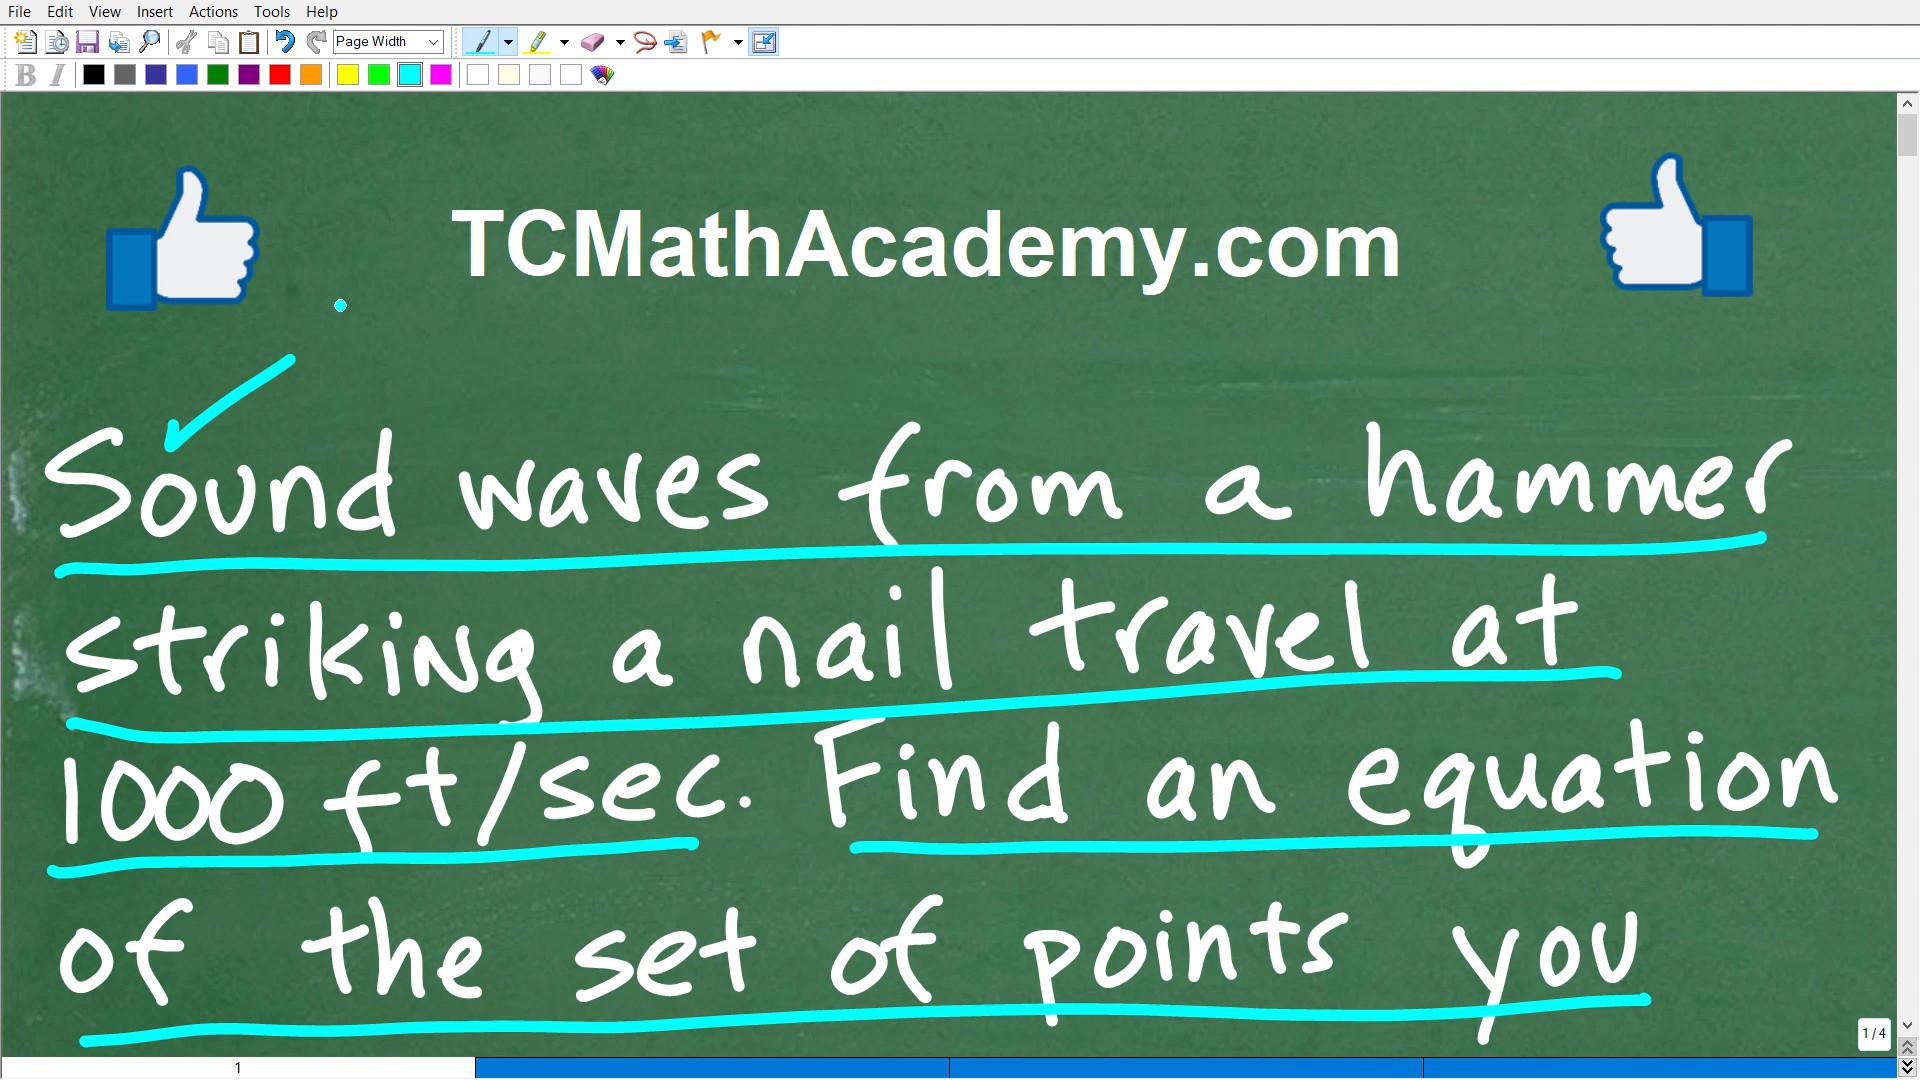 File Edit View Insert Actions Tools Help
Page Width
B I
TCMathAcademy.com
Sound waves from a hammer
striking a nail travel at
1000 ft/sec. Find an equation
of the set of points you
1/4
1